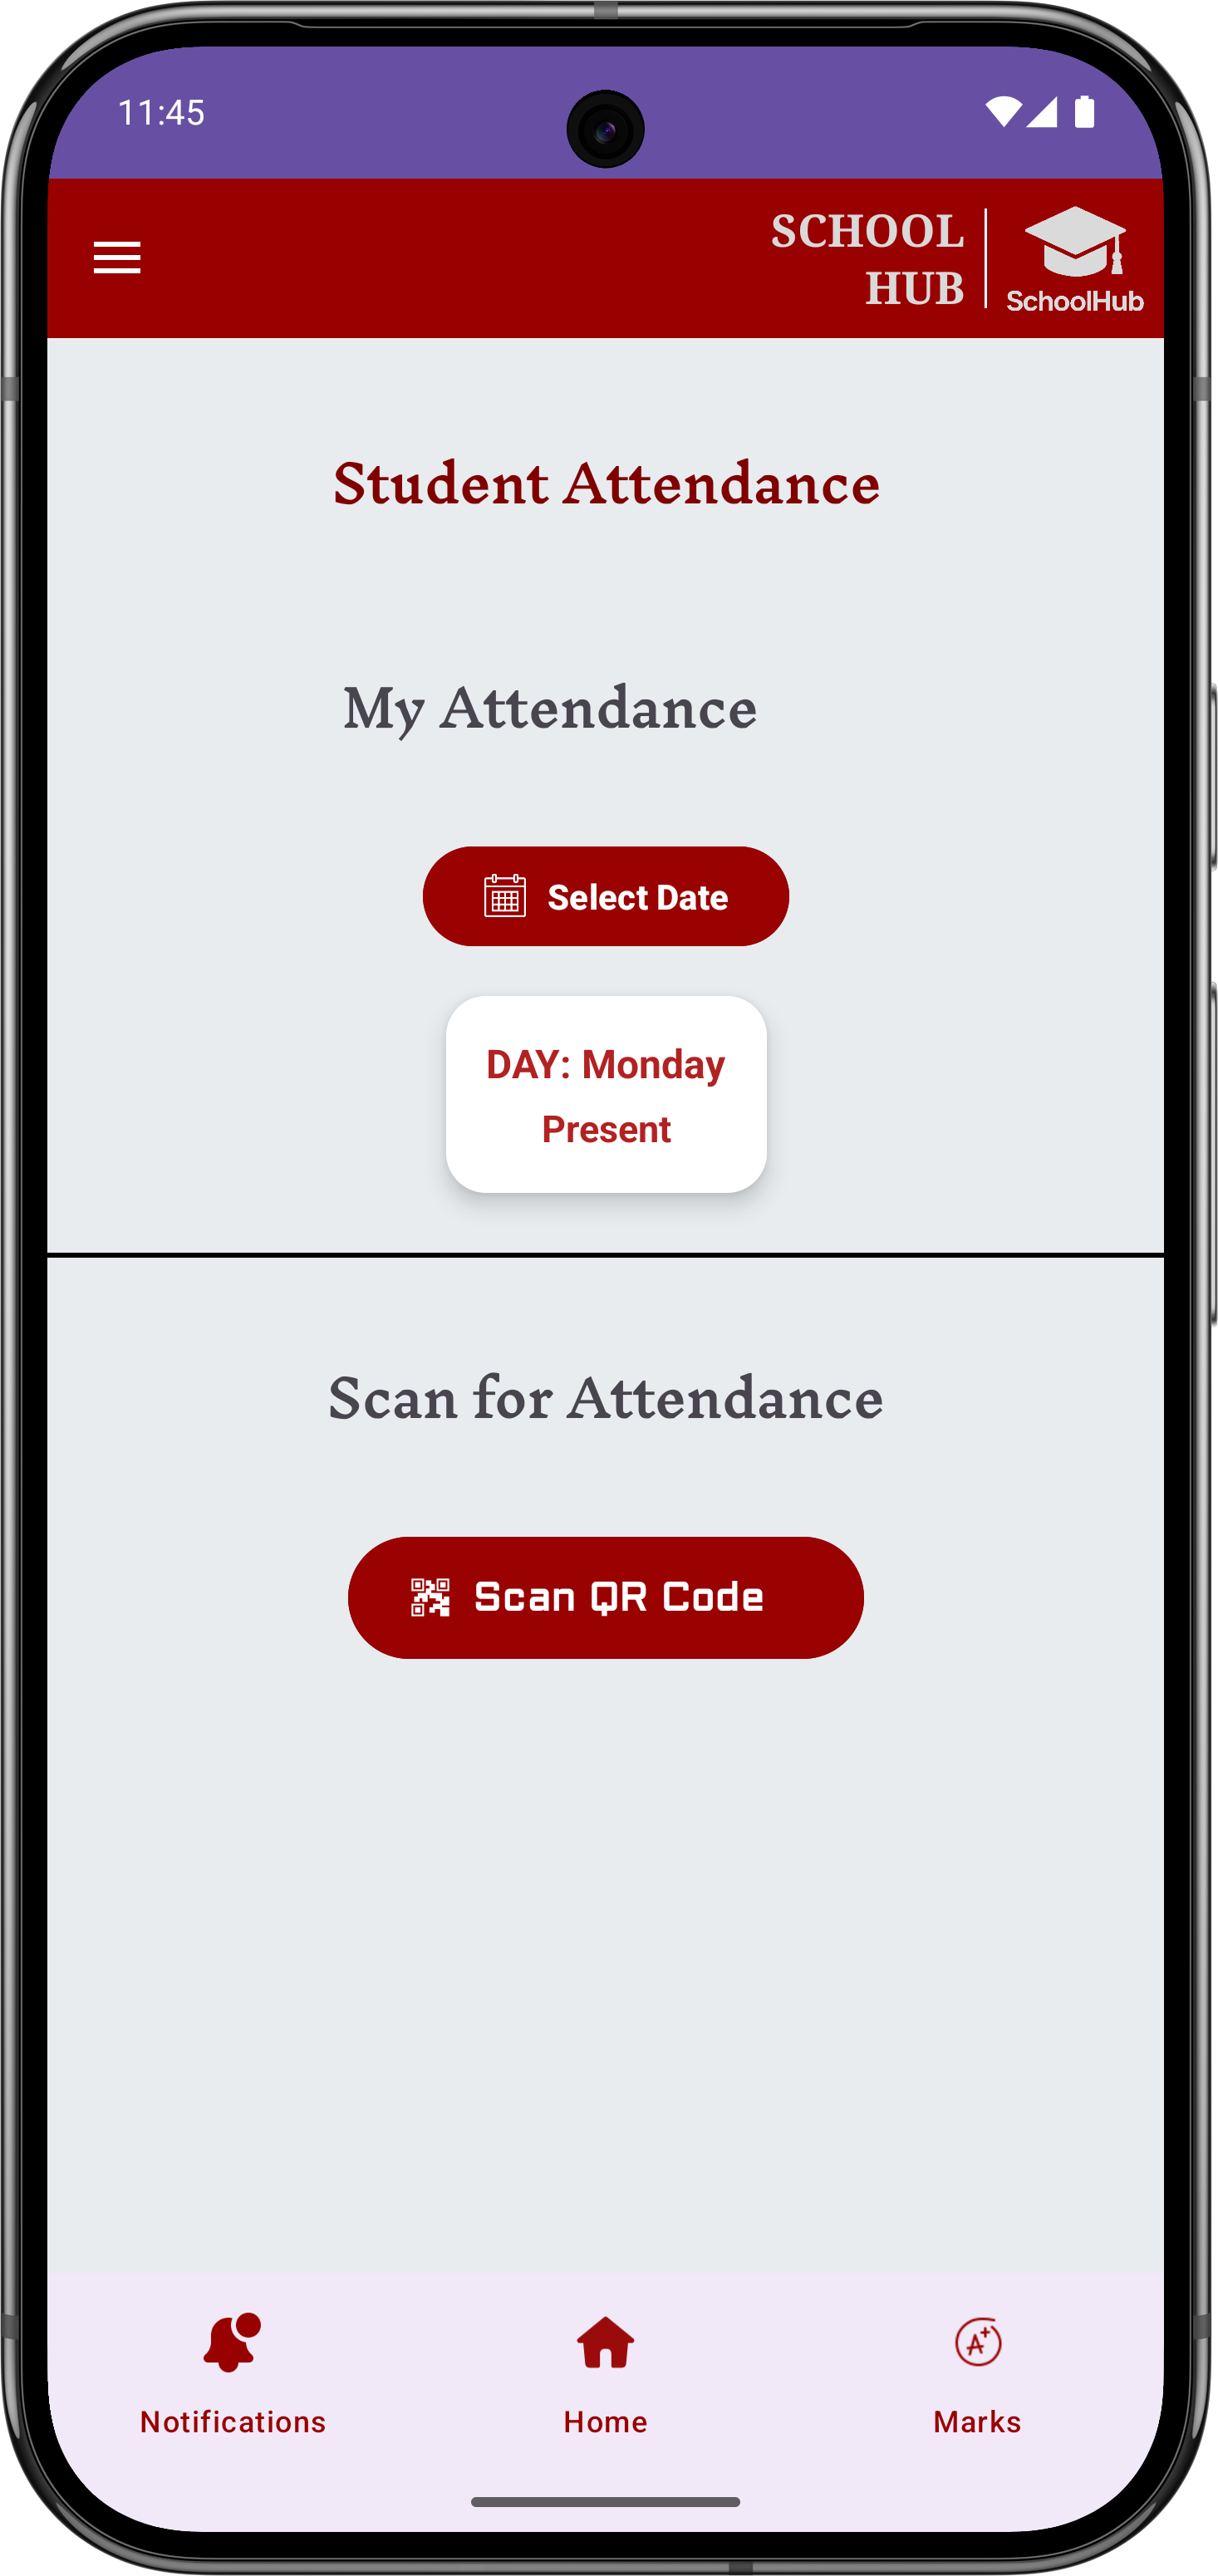 11:45
SCHOOL
HUB
SchoolHub
Student Attendance
My Attendance
Select Date
DAY: Monday
Present
Scan for Attendance
Scan QR Code
A+
Notifications
Home
Marks